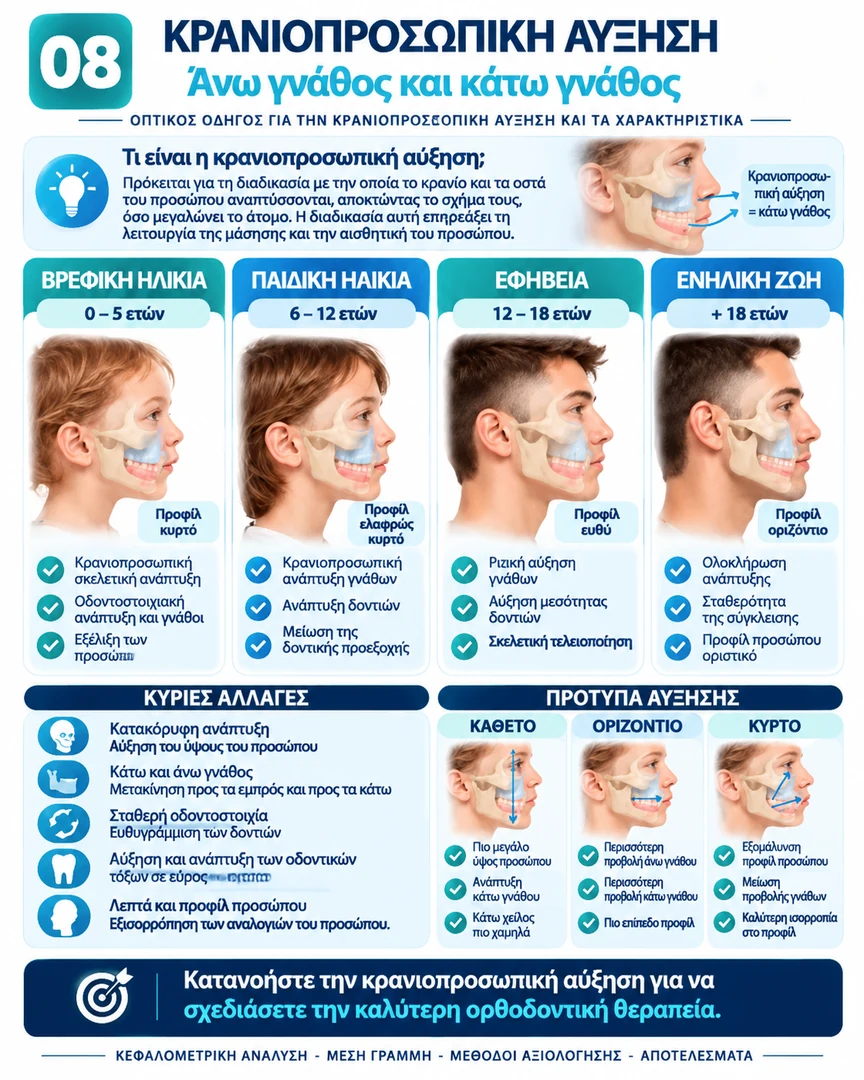 08
ΚΡΑΝΙΟΠΡΟΣΩΠΙΚΗ ΑΥΞΗΣΗ
Άνω γνάθος και κάτω γνάθος
ΟΠΤΙΚΟΣ ΟΔΗΓΟΣ ΓΙΑ ΤΗΝ ΚΡΑΝΙΟΠΡΟΣΩΠΙΚΗ ΑΥΞΗΣΗ ΚΑΙ ΤΑ ΧΑΡΑΚΤΗΡΙΣΤΙΚΑ
Τι είναι η κρανιοπροσωπική αύξηση;
Πρόκειται για τη διαδικασία με την οποία το κρανίο και τα οστά
του προσώπου αναπτύσσονται, αποκτώντας το σχήμα τους,
όσο μεγαλώνει το άτομο. Η διαδικασία αυτή επηρεάζει τη
λειτουργία της μάσησης και την αισθητική του προσώπου.
Κρανιοπροσω-
πική αύξηση
= κάτω γνάθος
ΒΡΕΦΙΚΗ ΗΛΙΚΙΑ
0 – 5 ετών
Προφίλ
κυρτό
Κρανιοπροσωπική
σκελετική ανάπτυξη
Οδοντοστοιχιακή
ανάπτυξη και γνάθοι
Εξέλιξη των
ΠΑΙΔΙΚΗ ΗΑΙΚΙΑ
6 – 12 ετών
Προφίλ
ελαφρώς
κυρτό
Κρανιοπροσωπική
ανάπτυξη γνάθων
Ανάπτυξη δοντιών
Μείωση της
δοντικής προεξοχής
ΕΦΗΒΕΙΑ
12 – 18 ετών
Προφίλ
ευθύ
Ριζική αύξηση
γνάθων
Αύξηση μεσότητας
δοντιών
Σκελετική τελειοποίηση
ΕΝΗΛΙΚΗ ΖΩΗ
+ 18 ετών
Προφίλ
οριζόντιο
Ολοκλήρωση
ανάπτυξης
Σταθερότητα
της σύγκλεισης
Προφίλ προσώπου
οριστικό
ΚΥΡΙΕΣ ΑΛΛΑΓΕΣ
Κατακόρυφη ανάπτυξη
Αύξηση του ύψους του προσώπου
Κάτω και άνω γνάθος
Μετακίνηση προς τα εμπρός και προς τα κάτω
Σταθερή οδοντοστοιχία
Ευθυγράμμιση των δοντιών
Αύξηση και ανάπτυξη των οδοντικών
τόξων σε εύρος
Λεπτά και προφίλ προσώπου
Εξισορρόπηση των αναλογιών του προσώπου.
ΠΡΟΤΥΠΑ ΑΥΞΗΣΗΣ
ΚΑΘΕΤΟ
Πιο μεγάλο
ύψος προσώπου
Ανάπτυξη
κάτω γνάθου
Κάτω χείλος
πιο χαμηλά
ΟΡΙΖΟΝΤΙΟ
Περισσότερη
προβολή άνω γνάθου
Περισσότερη
προβολή κάτω γνάθου
Πιο επίπεδο προφίλ
ΚΥΡΤΟ
Εξομάλυνση
προφίλ προσώπου
Μείωση
προβολής γνάθων
Καλύτερη ισορροπία
στο προφίλ
Κατανοήστε την κρανιοπροσωπική αύξηση για να
σχεδιάσετε την καλύτερη ορθοδοντική θεραπεία.
ΚΕΦΑΛΟΜΕΤΡΙΚΗ ΑΝΑΛΥΣΗ - ΜΕΣΗ ΓΡΑΜΜΗ - ΜΕΘΟΔΟΙ ΑΞΙΟΛΟΓΗΣΗΣ - ΑΠΟΤΕΛΕΣΜΑΤΑ